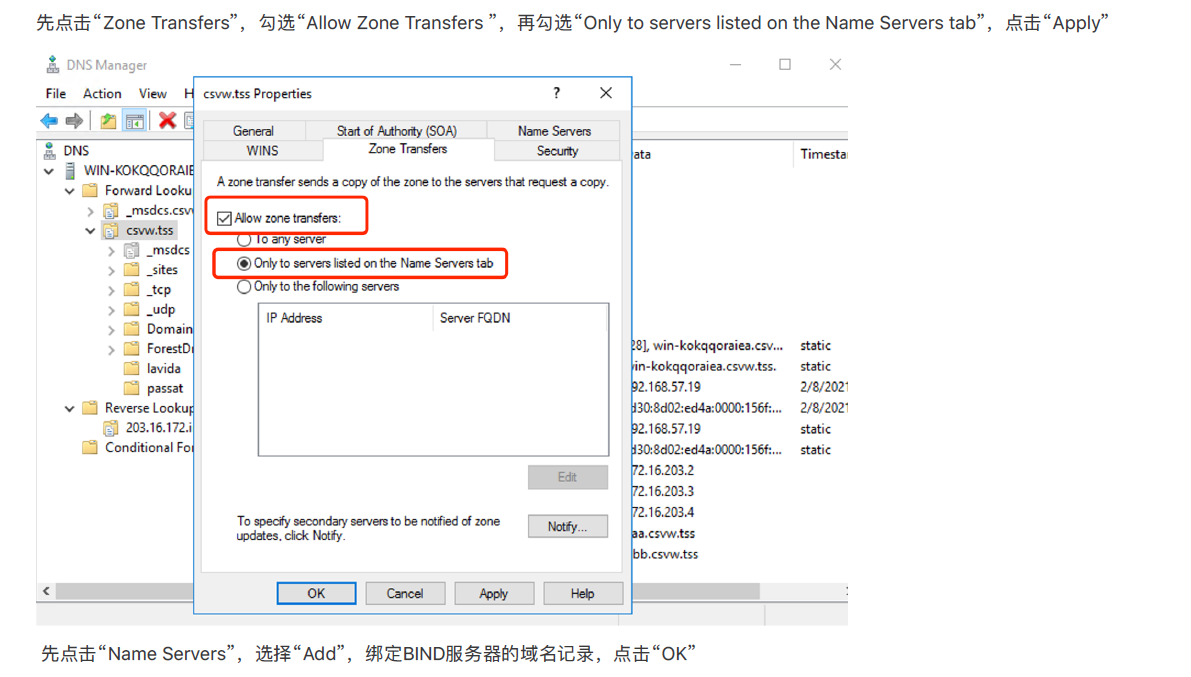 先点击“Zone Transfers”，勾选“Allow Zone Transfers ”，再勾选“Only to servers listed on the Name Servers tab”，点击“Apply”
DNS Manager
File Action View H
csvw.tss Properties ?
General Start of Authority (SOA) Name Servers
WINS Zone Transfers Security
A zone transfer sends a copy of the zone to the servers that request a copy.
Allow zone transfers:
To any server
Only to servers listed on the Name Servers tab
Only to the following servers
IP Address Server FQDN
Edit
To specify secondary servers to be notified of zone
updates, click Notify.
Notify...
OK Cancel Apply Help
DNS
WIN-KOKQQORAIE
Forward Looku
_msdcs.csv
csvw.tss
_msdcs
_sites
_tcp
_udp
Domain
ForestD
lavida
passat
Reverse Lookup
203.16.172.i
Conditional For
ata Timesta
28], win-kokqqoraiea.csv... static
in-kokqqoraiea.csvw.tss. static
92.168.57.19 2/8/2021
d30:8d02:ed4a:0000:156f:... 2/8/2021
92.168.57.19 static
d30:8d02:ed4a:0000:156f:... static
72.16.203.2
72.16.203.3
72.16.203.4
aa.csvw.tss
bb.csvw.tss
先点击“Name Servers”，选择“Add”，绑定BIND服务器的域名记录，点击“OK”